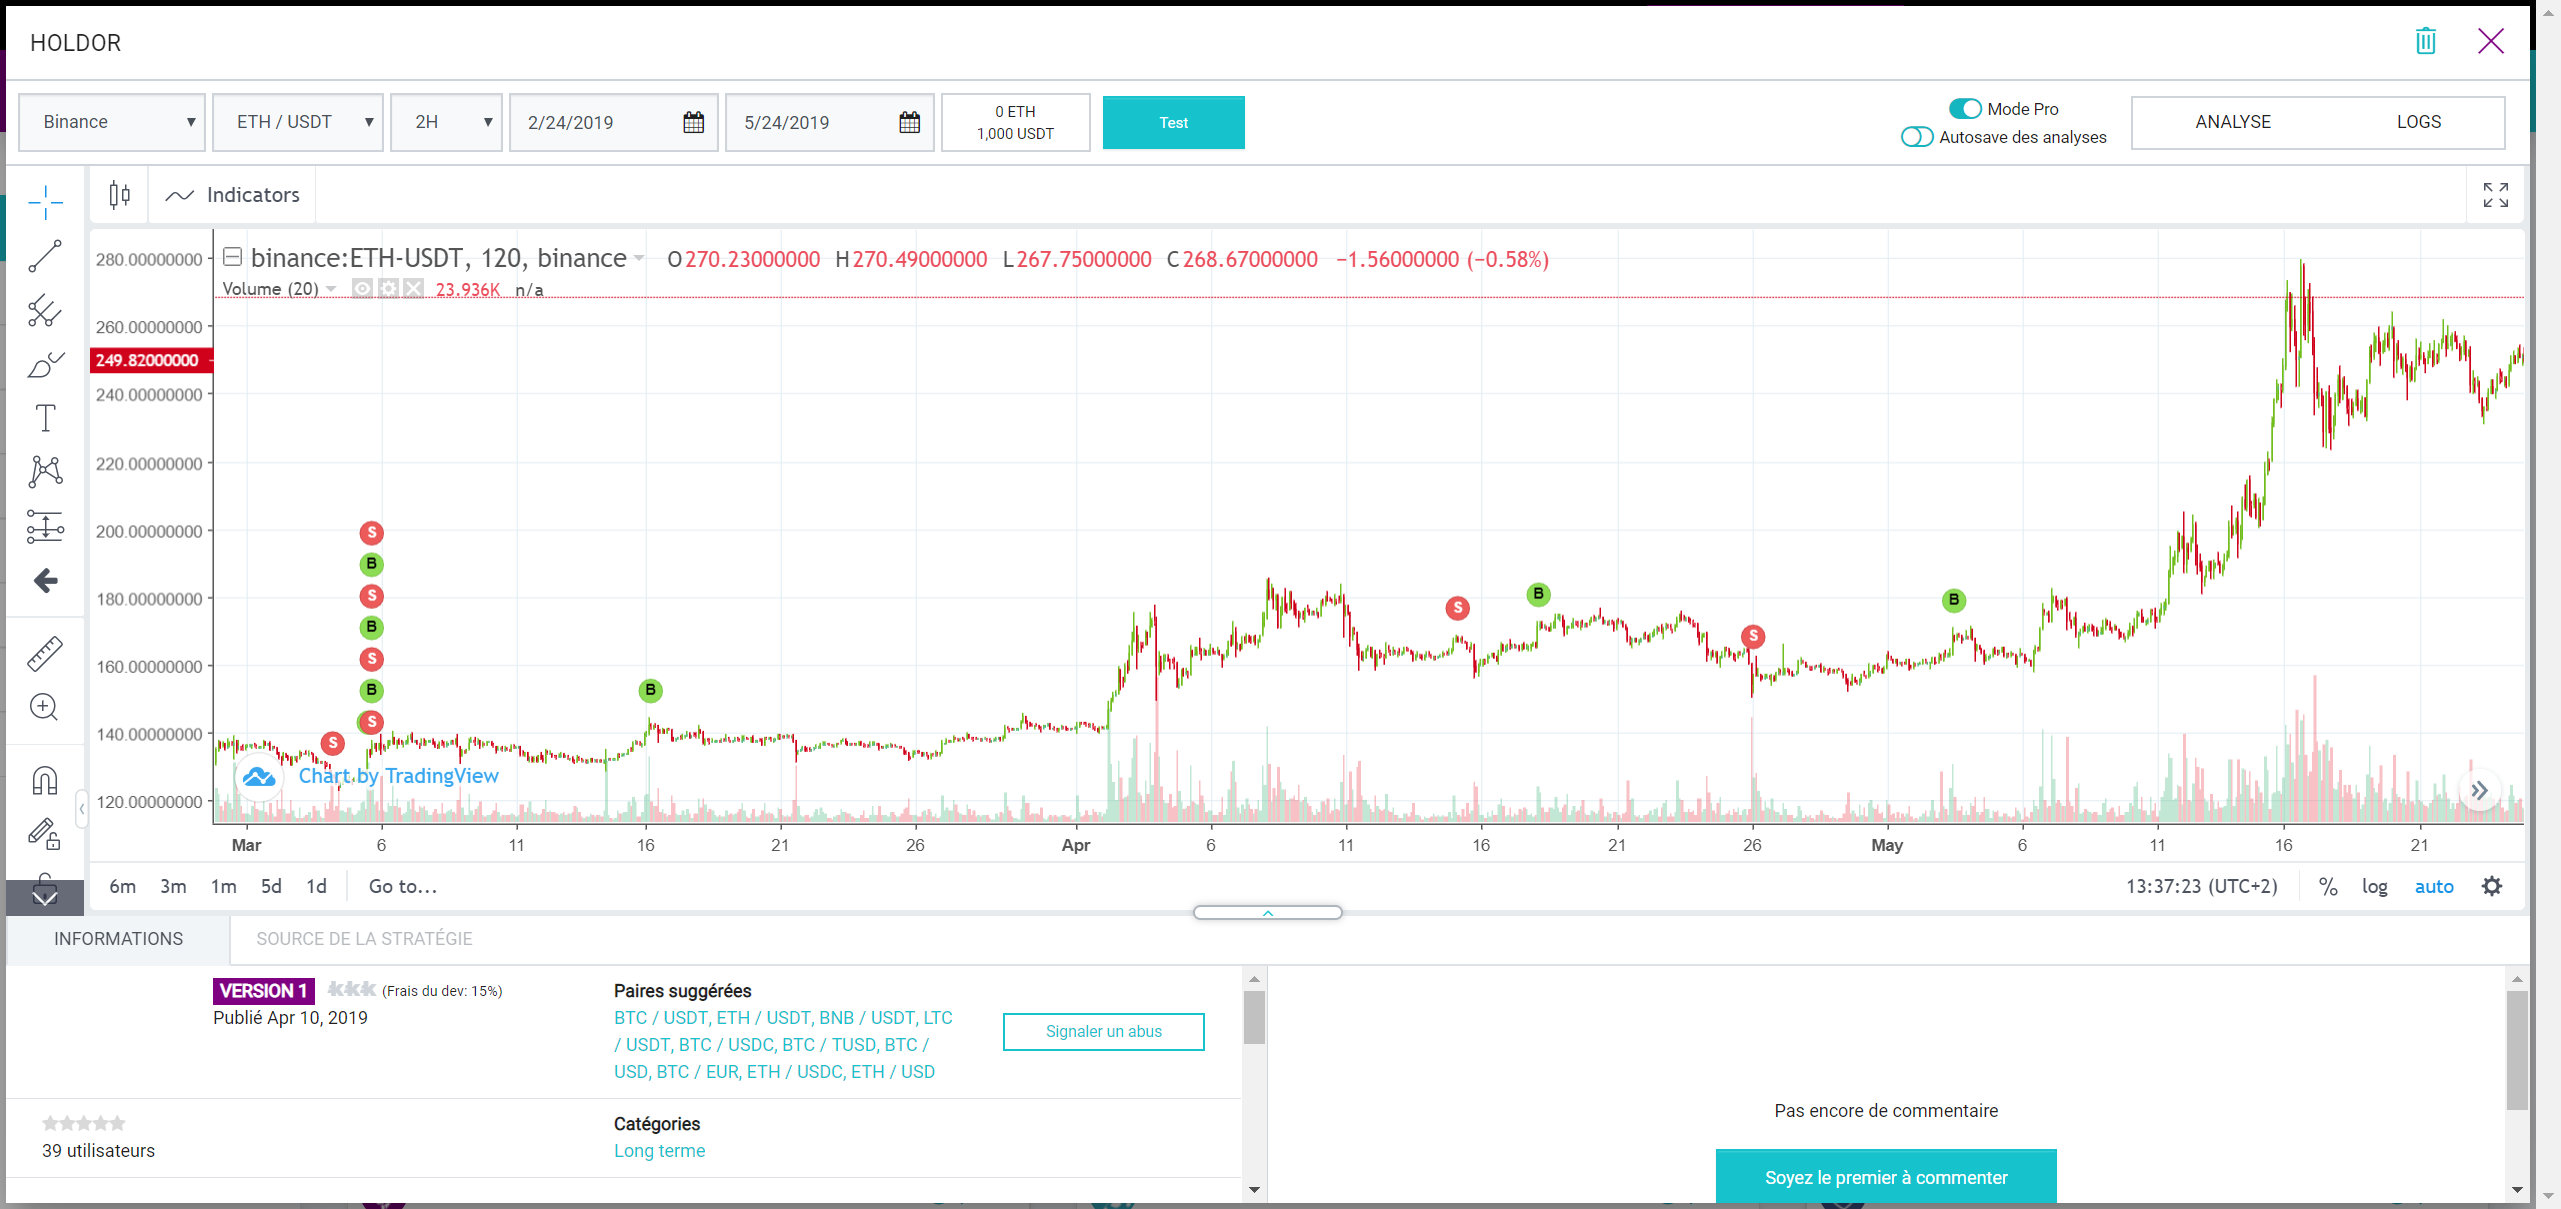 HOLDOR
Binance ▼ ETH / USDT ▼ 2H ▼ 2/24/2019 5/24/2019
0 ETH
1,000 USDT
Test
Mode Pro
Autosave des analyses
ANALYSE LOGS
Indicators
binance:ETH-USDT, 120, binance O270.23000000 H270.49000000 L267.75000000 C268.67000000 −1.56000000 (−0.58%)
Volume (20) 23.936K n/a
280.00000000
260.00000000
249.82000000
240.00000000
220.00000000
200.00000000
180.00000000
160.00000000
140.00000000
120.00000000
S
B
S
B
S
B
S
S
B
S
B
S
B
Chart by TradingView
Mar 6 11 16 21 26 Apr 6 11 16 21 26 May 6 11 16 21
6m 3m 1m 5d 1d Go to...
13:37:23 (UTC+2) % log auto
INFORMATIONS SOURCE DE LA STRATÉGIE
VERSION 1 (Frais du dev: 15%)
Publié Apr 10, 2019
Paires suggérées
BTC / USDT, ETH / USDT, BNB / USDT, LTC
/ USDT, BTC / USDC, BTC / TUSD, BTC /
USD, BTC / EUR, ETH / USDC, ETH / USD
Signaler un abus
39 utilisateurs
Catégories
Long terme
Pas encore de commentaire
Soyez le premier à commenter